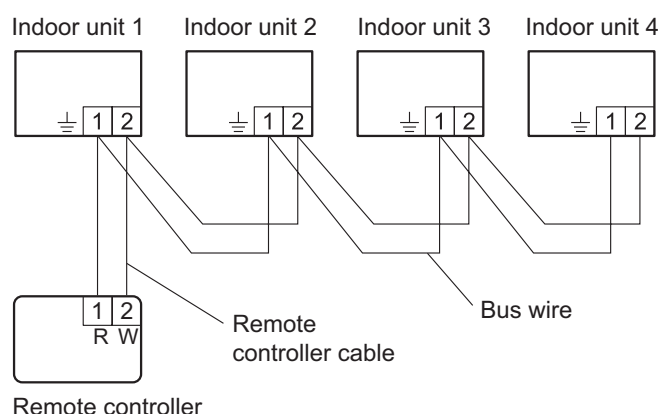 Indoor unit 1 Indoor unit 2 Indoor unit 3 Indoor unit 4
1 2 1 2 1 2 1 2
1 2
R W
Bus wire
Remote
controller cable
Remote controller